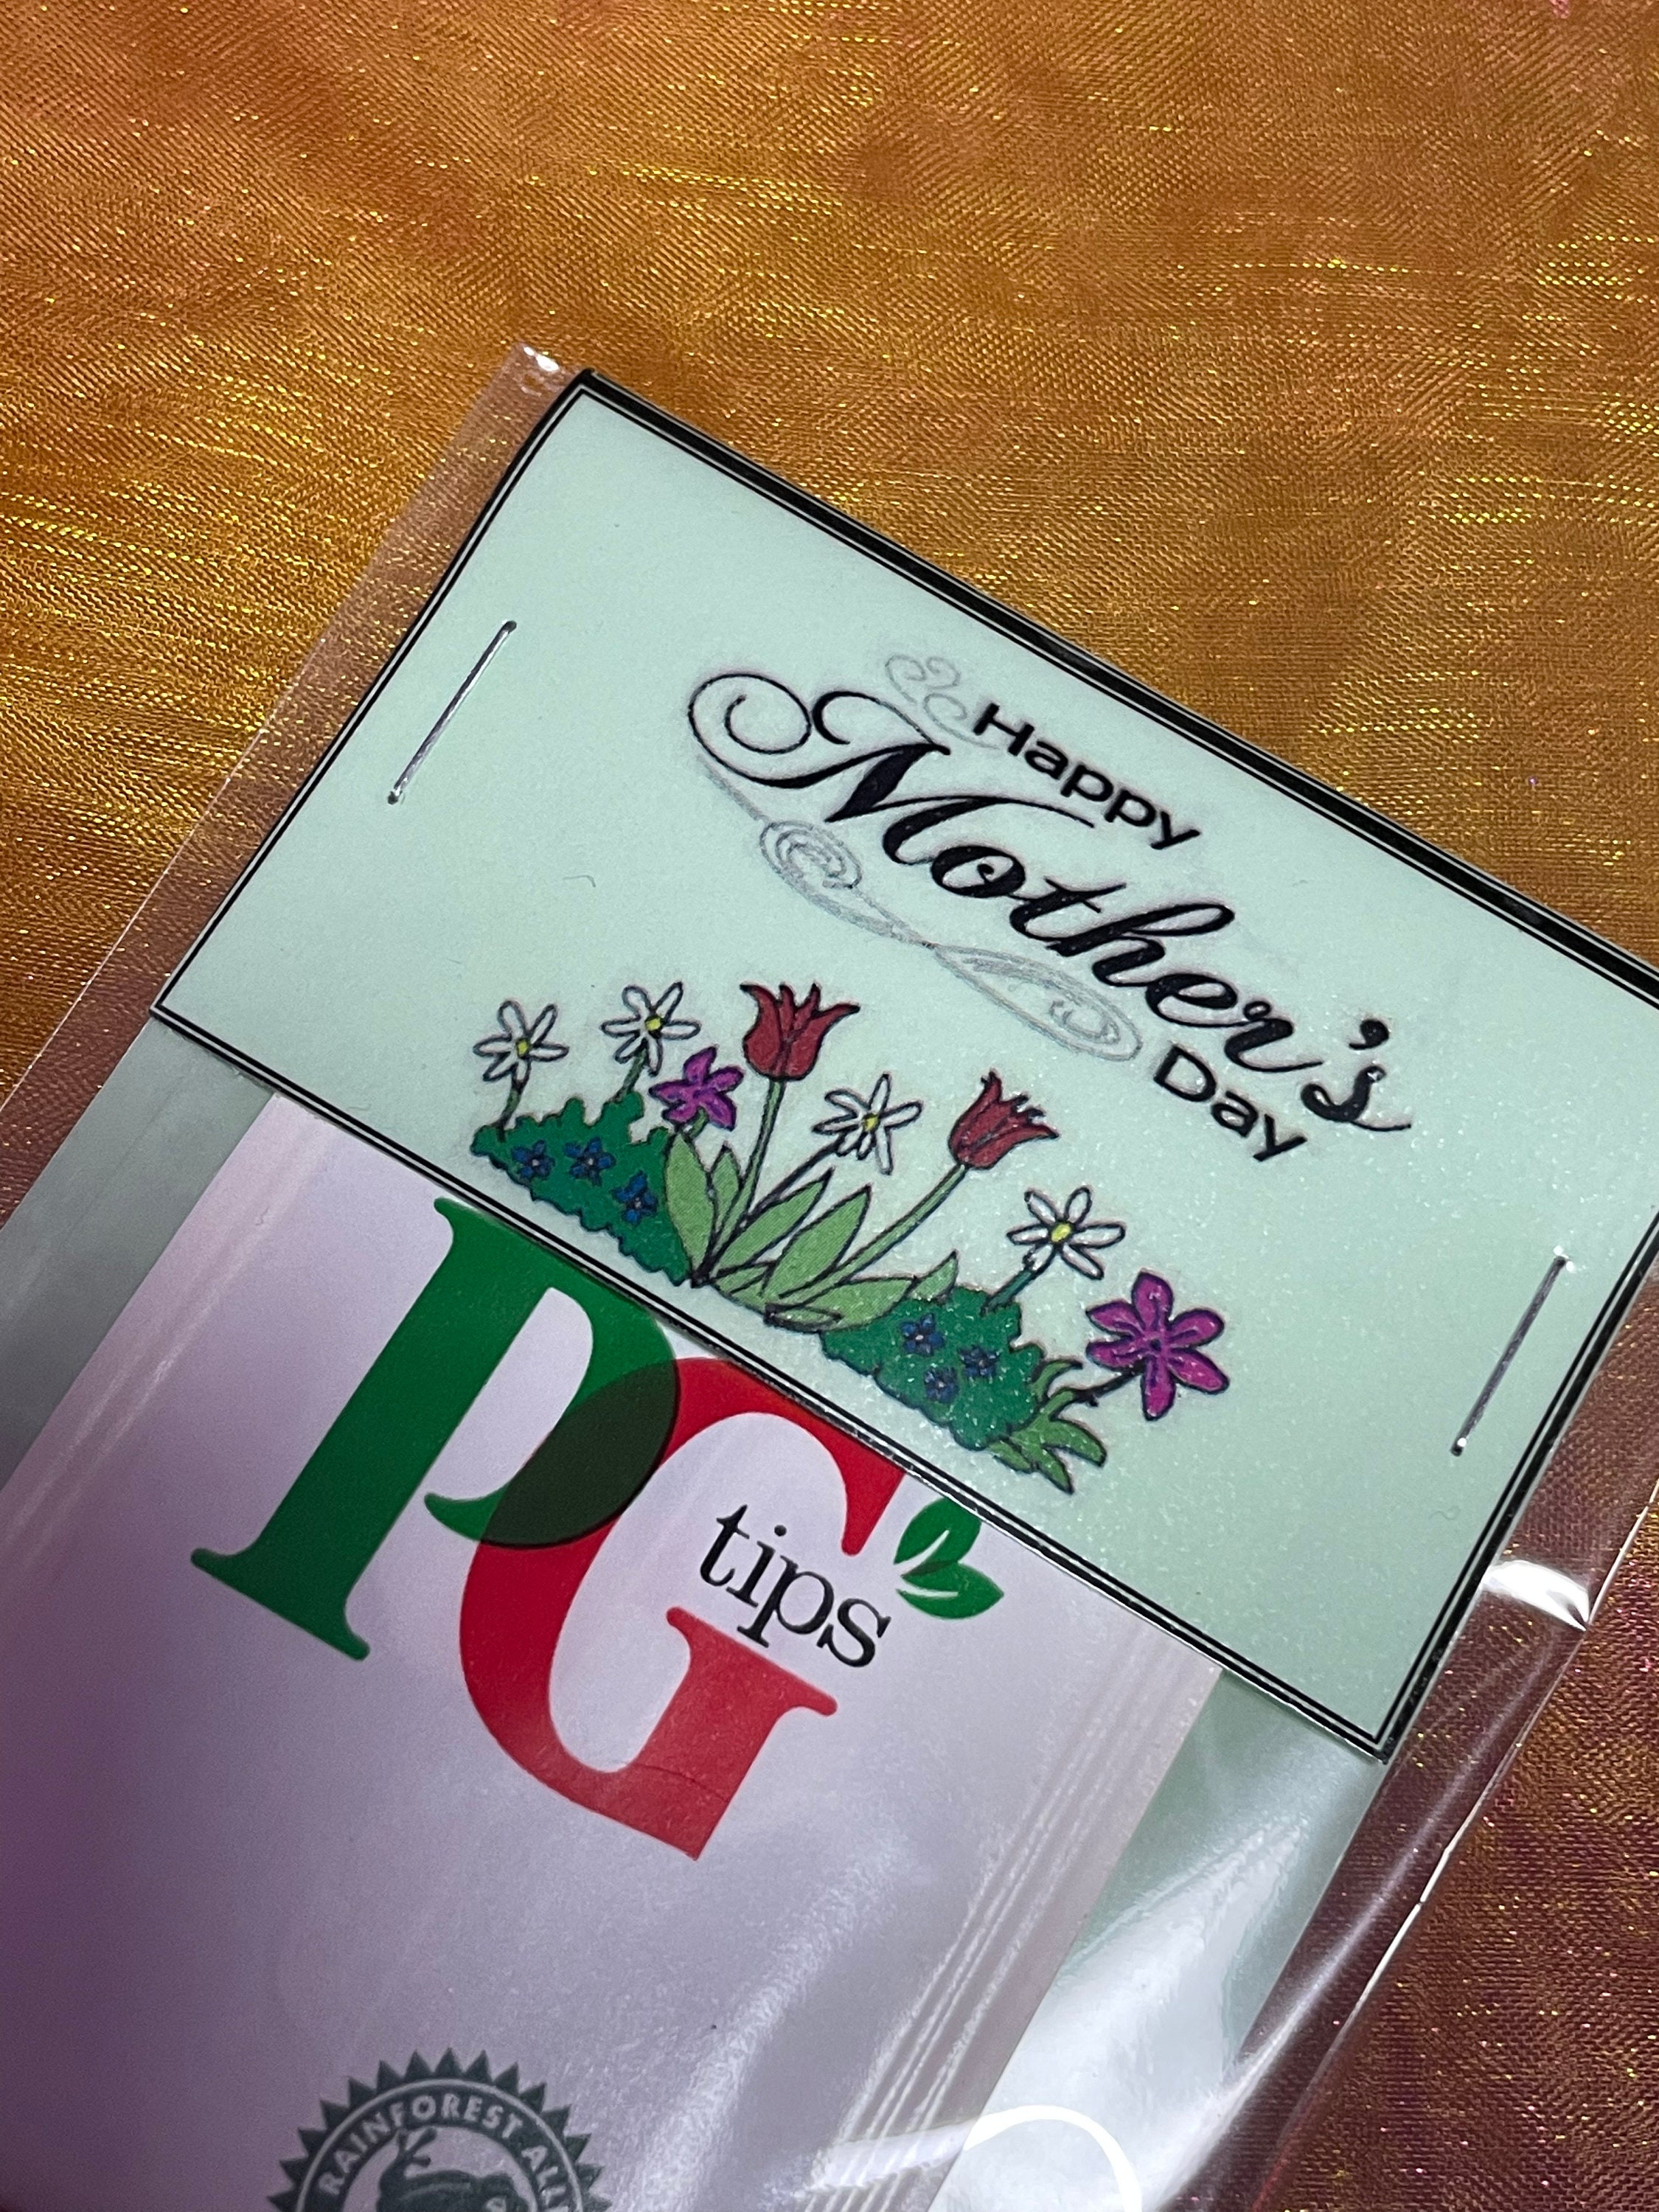 Happy
Mother's
Day
PG
tips
RAINFOREST